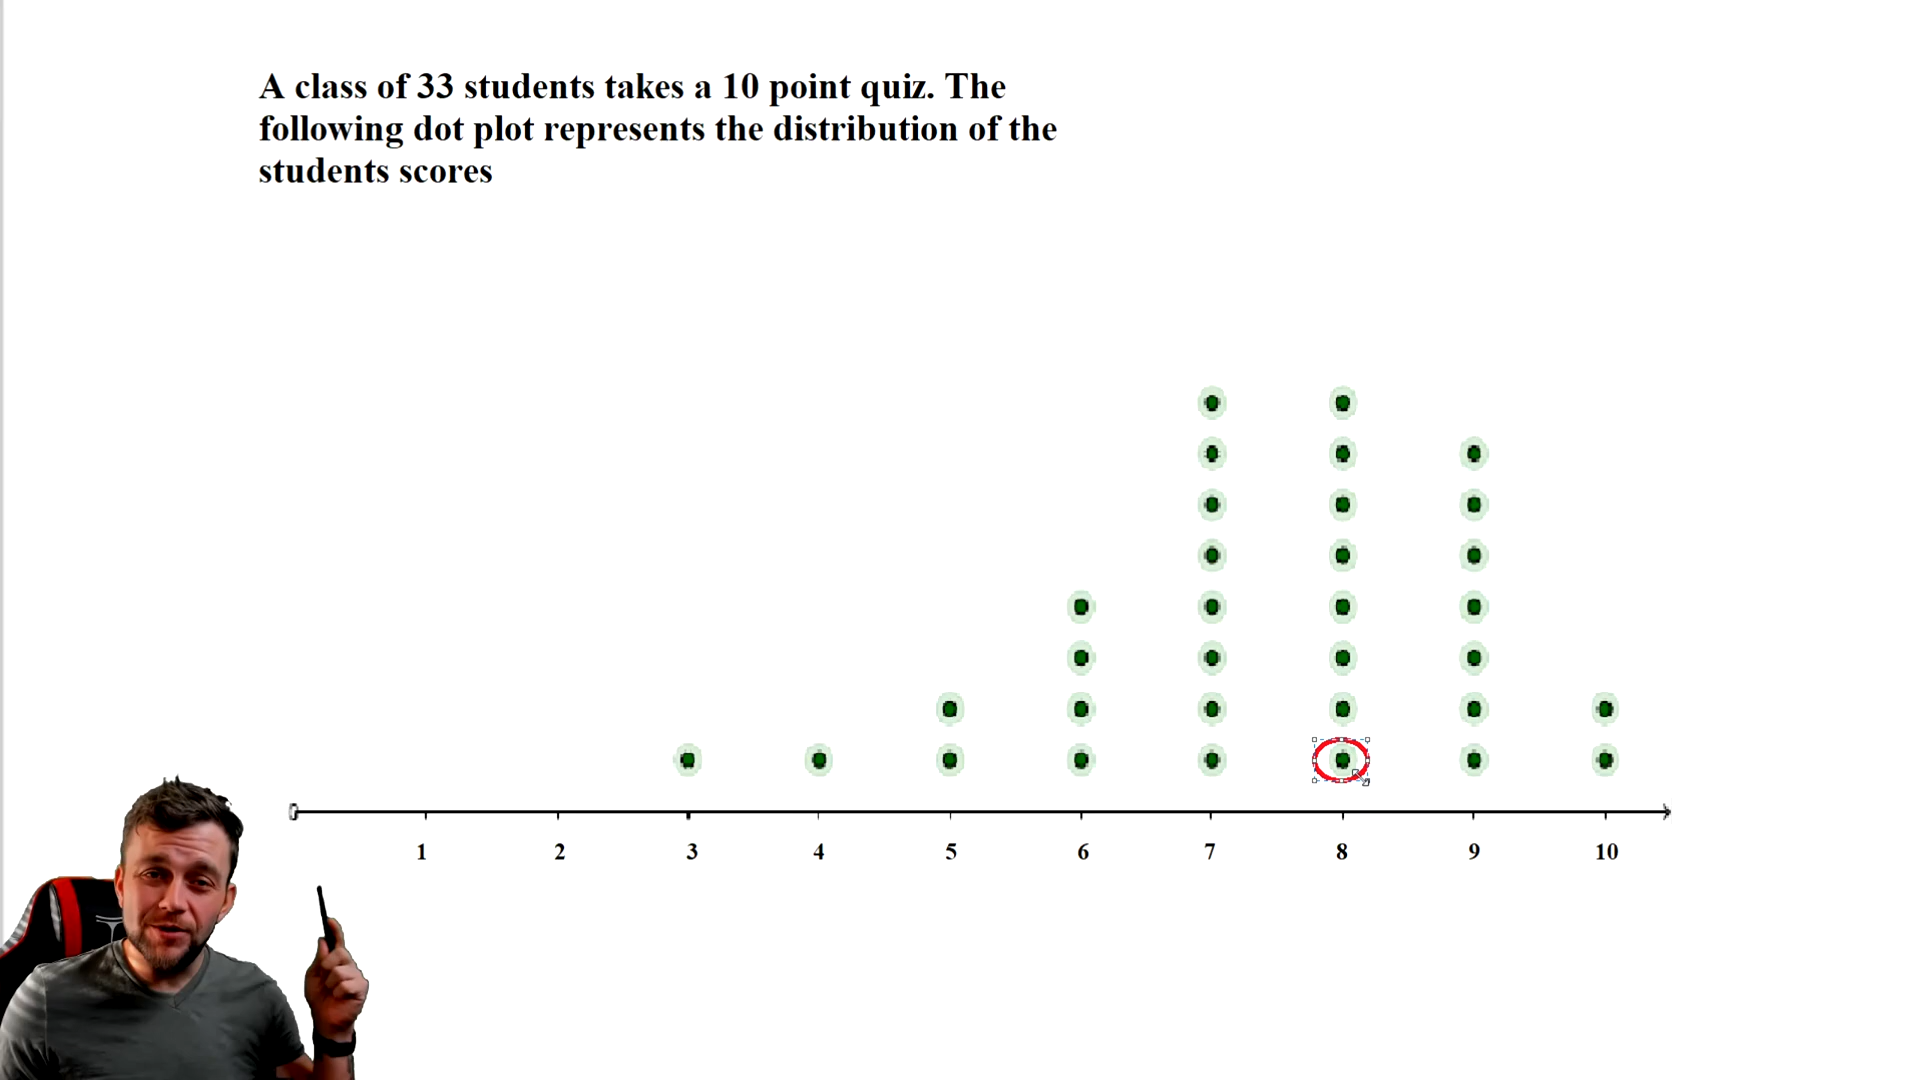 A class of 33 students takes a 10 point quiz. The
following dot plot represents the distribution of the
students scores
1 2 3 4 5 6 7 8 9 10